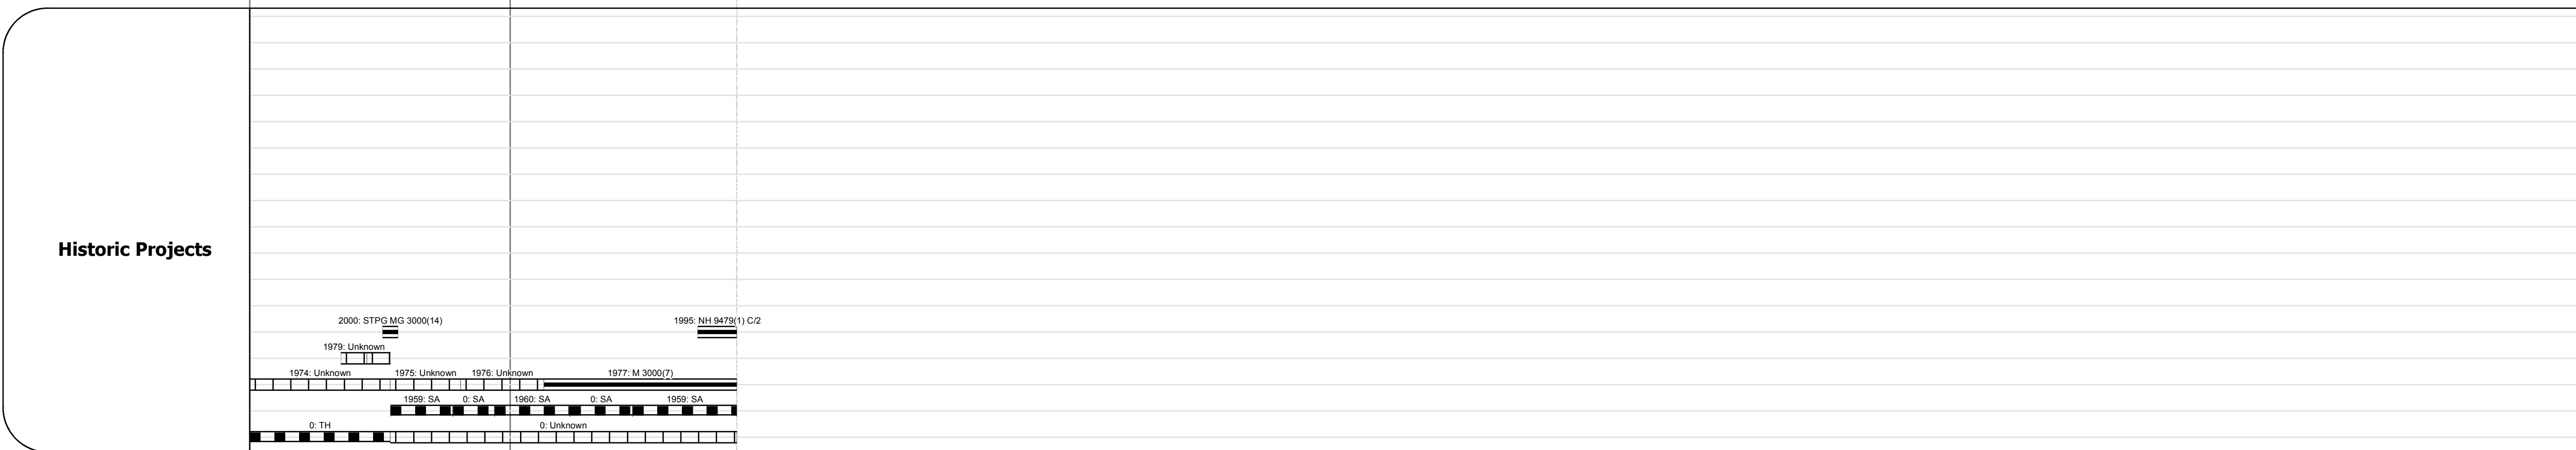 Historic Projects
2000: STPG MG 3000(14) 1995: NH 9479(1) C/2
1979: Unknown
1974: Unknown 1975: Unknown 1976: Unknown 1977: M 3000(7)
1959: SA 0: SA 1960: SA 0: SA 1959: SA
0: TH 0: Unknown